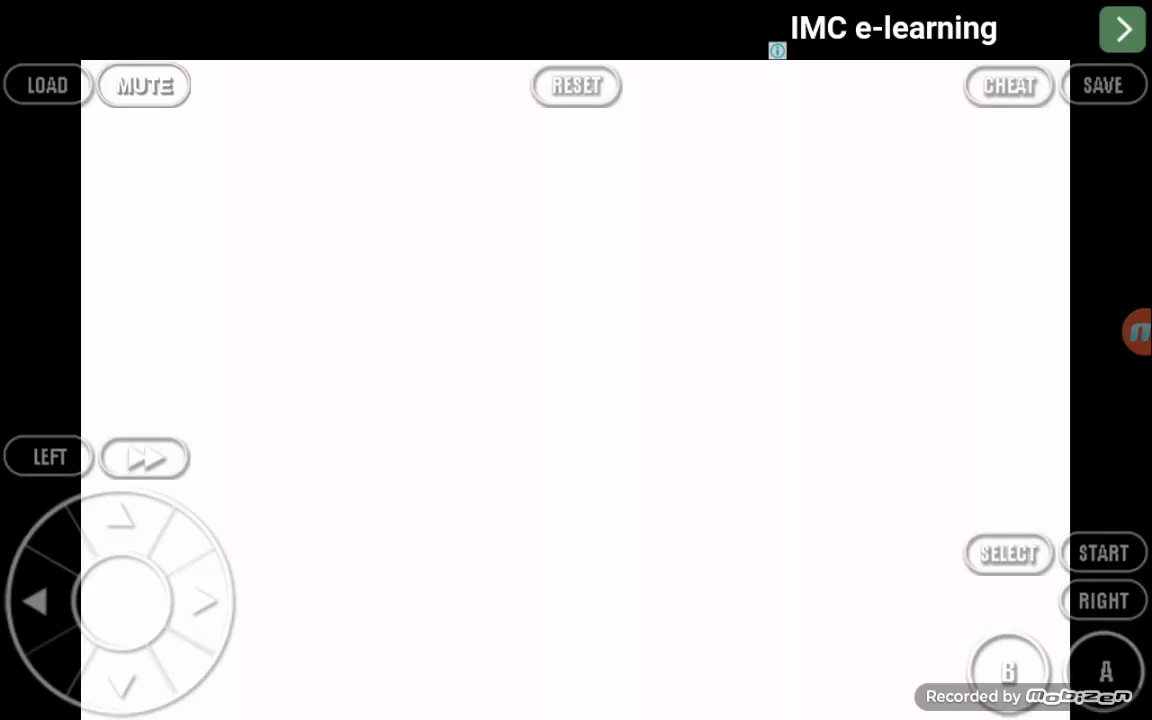 IMC e-learning
LOAD
MUTE
RESET
CHEAT
SAVE
LEFT
SELECT
START
RIGHT
B
A
Recorded by mobizen